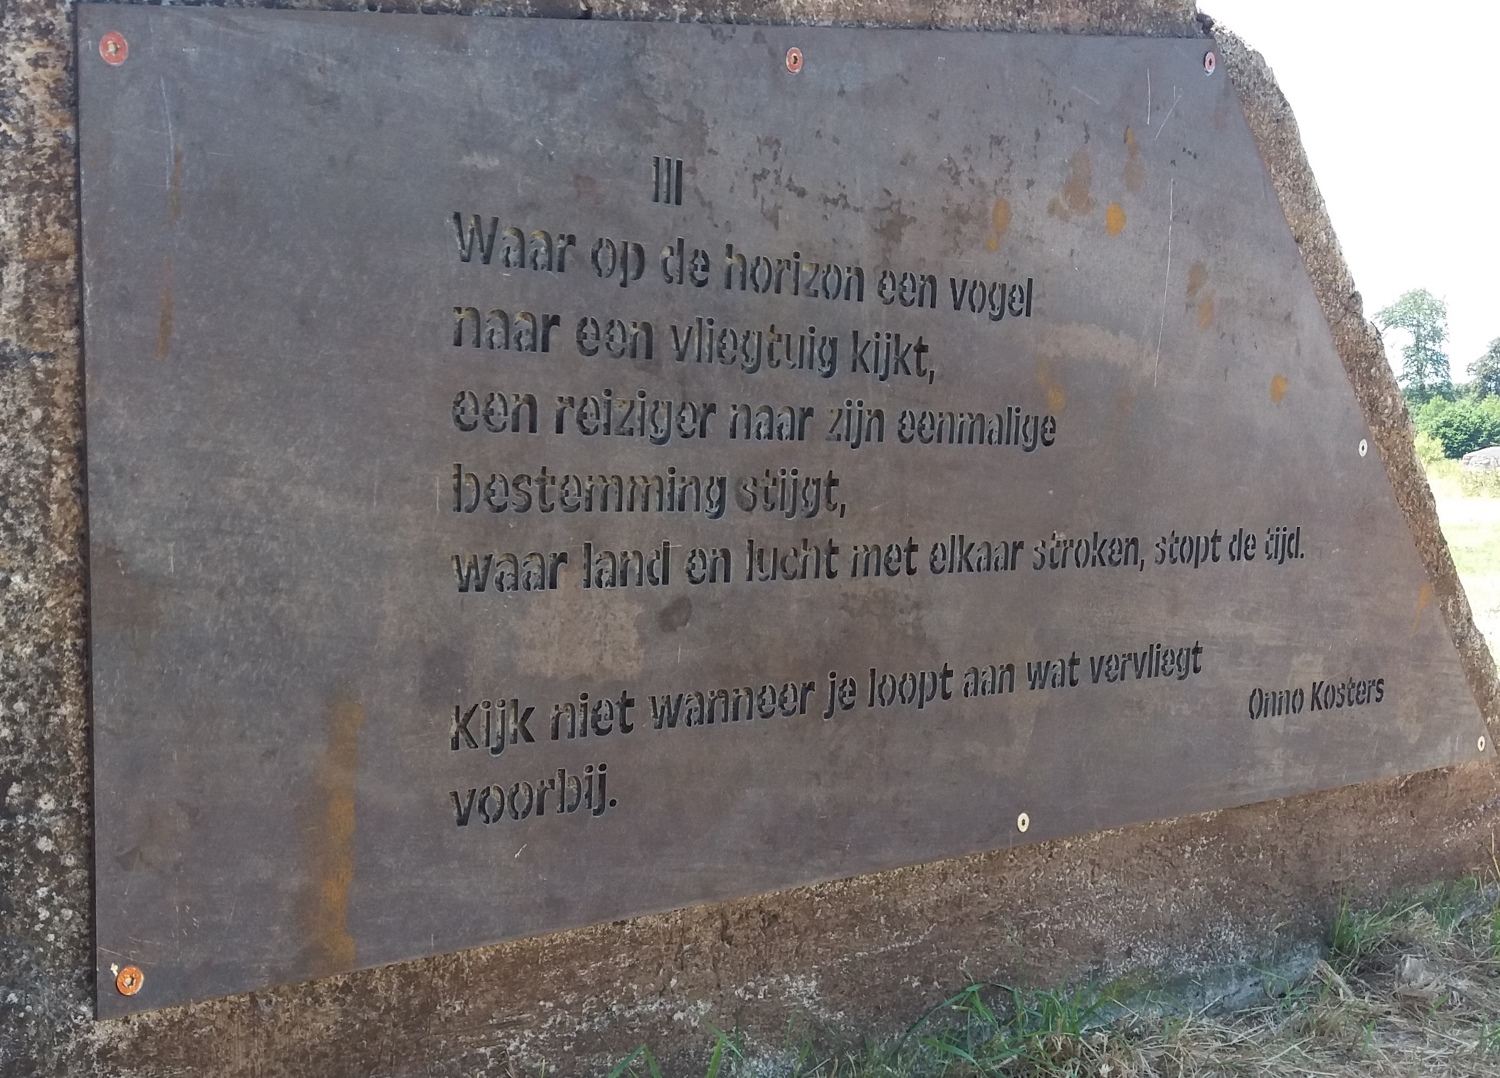 III
Waar op de horizon een vogel
naar een vliegtuig kijkt,
een reiziger naar zijn eenmalige
bestemming stijgt,
waar land en lucht met elkaar stroken, stopt de tijd.
Kijk niet wanneer je loopt aan wat vervliegt
voorbij.
Onno Kosters